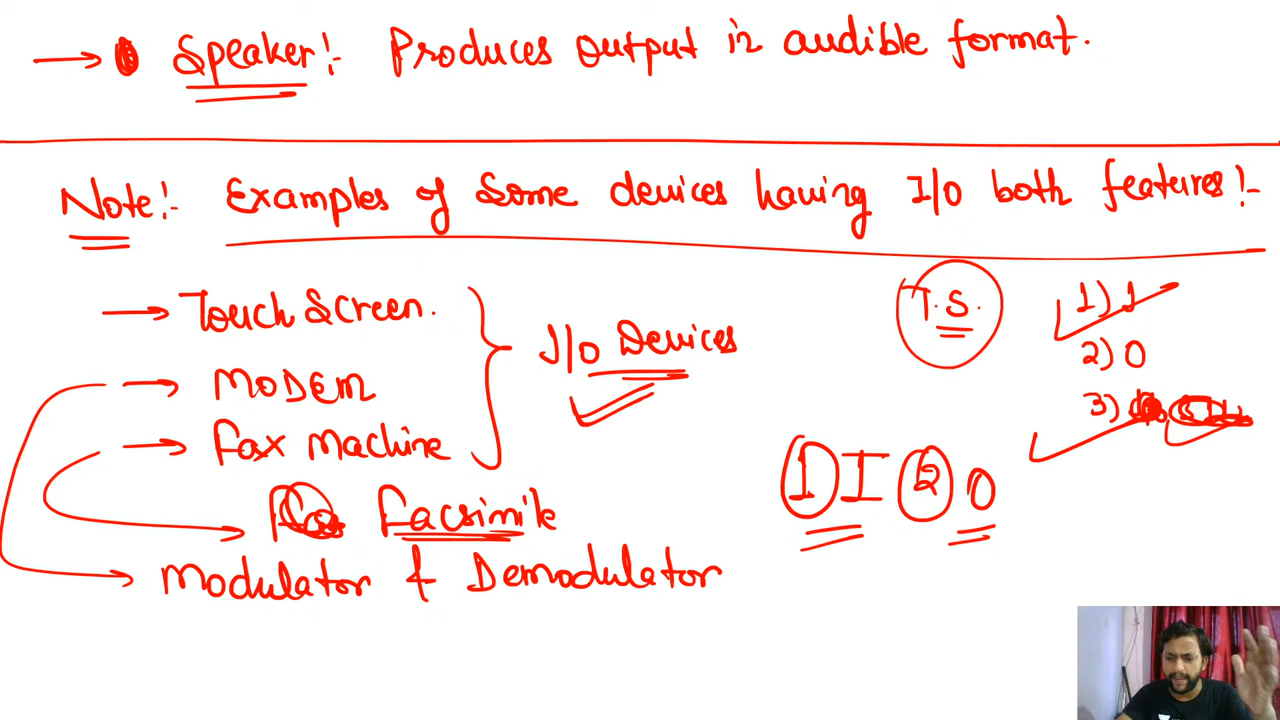 → Speaker:- Produces output in audible format.
Note:- Examples of Some devices having I/O both features:-
→ Touch Screen.
→ MODEM
→ Fax Machine
I/O Devices
Facsimile
Modulator & Demodulator
T.S.
1) I
2) O
3)
1 I 2 O